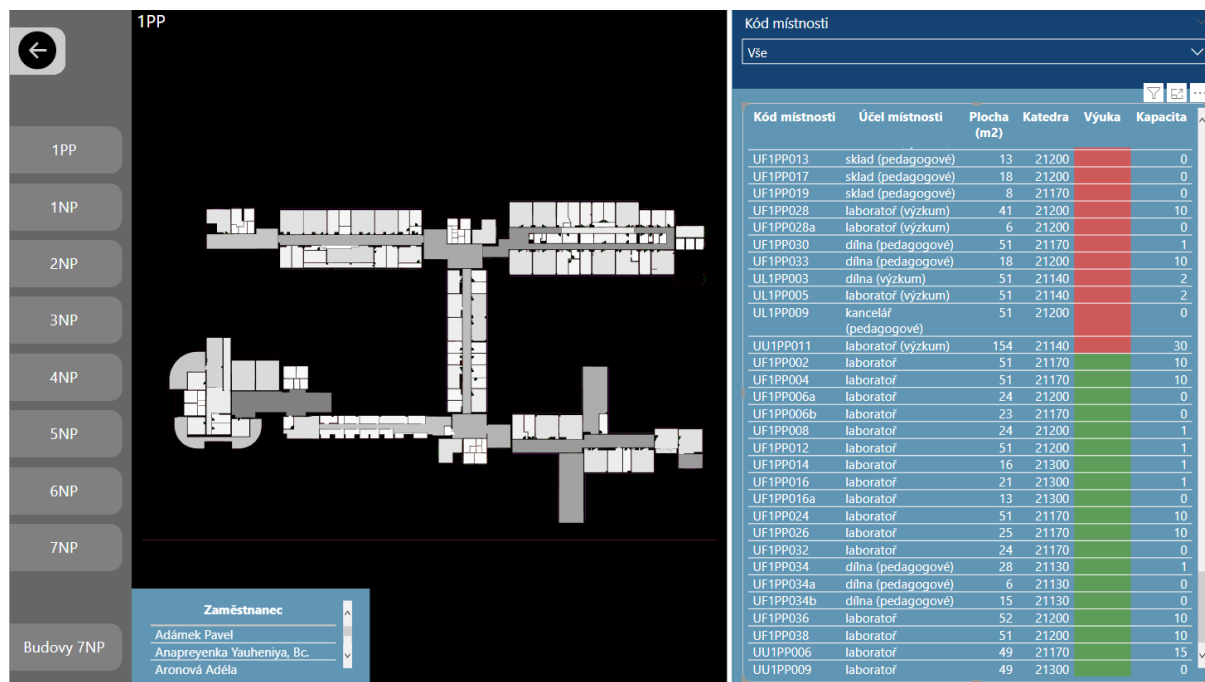 1PP
1PP
1NP
2NP
3NP
4NP
5NP
6NP
7NP
Budovy 7NP
Zaměstnanec
Adámek Pavel
Anapreyenka Yauheniya, Bc.
Aronová Adéla
Kód místnosti
Vše
Kód místnosti Účel místnosti Plocha (m2) Katedra Výuka Kapacita
UF1PP013 sklad (pedagogové) 13 21200 0
UF1PP017 sklad (pedagogové) 18 21200 0
UF1PP019 sklad (pedagogové) 8 21170 0
UF1PP028 laboratoř (výzkum) 41 21200 10
UF1PP028a laboratoř (výzkum) 6 21200 0
UF1PP030 dílna (pedagogové) 51 21170 1
UF1PP033 dílna (pedagogové) 18 21200 10
UL1PP003 dílna (výzkum) 51 21140 2
UL1PP005 laboratoř (výzkum) 51 21140 2
UL1PP009 kancelář (pedagogové) 51 21200 0
UU1PP011 laboratoř (výzkum) 154 21140 30
UF1PP002 laboratoř 51 21170 10
UF1PP004 laboratoř 51 21170 10
UF1PP006a laboratoř 24 21200 0
UF1PP006b laboratoř 23 21170 0
UF1PP008 laboratoř 24 21200 1
UF1PP012 laboratoř 51 21200 1
UF1PP014 laboratoř 16 21300 1
UF1PP016 laboratoř 21 21300 1
UF1PP016a laboratoř 13 21300 0
UF1PP024 laboratoř 51 21170 10
UF1PP026 laboratoř 25 21170 10
UF1PP032 laboratoř 24 21170 0
UF1PP034 dílna (pedagogové) 28 21130 1
UF1PP034a dílna (pedagogové) 6 21130 0
UF1PP034b dílna (pedagogové) 15 21130 0
UF1PP036 laboratoř 52 21200 10
UF1PP038 laboratoř 51 21200 10
UU1PP006 laboratoř 49 21170 15
UU1PP009 laboratoř 49 21300 0